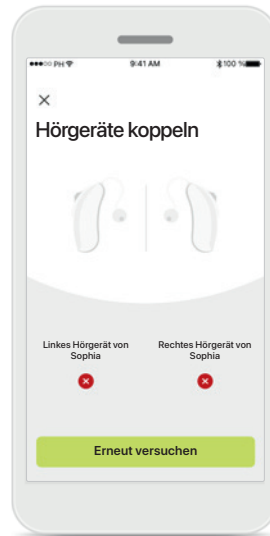 PH 9:41 AM 100 %
Hörgeräte koppeln
Linkes Hörgerät von
Sophia
Rechtes Hörgerät von
Sophia
Erneut versuchen